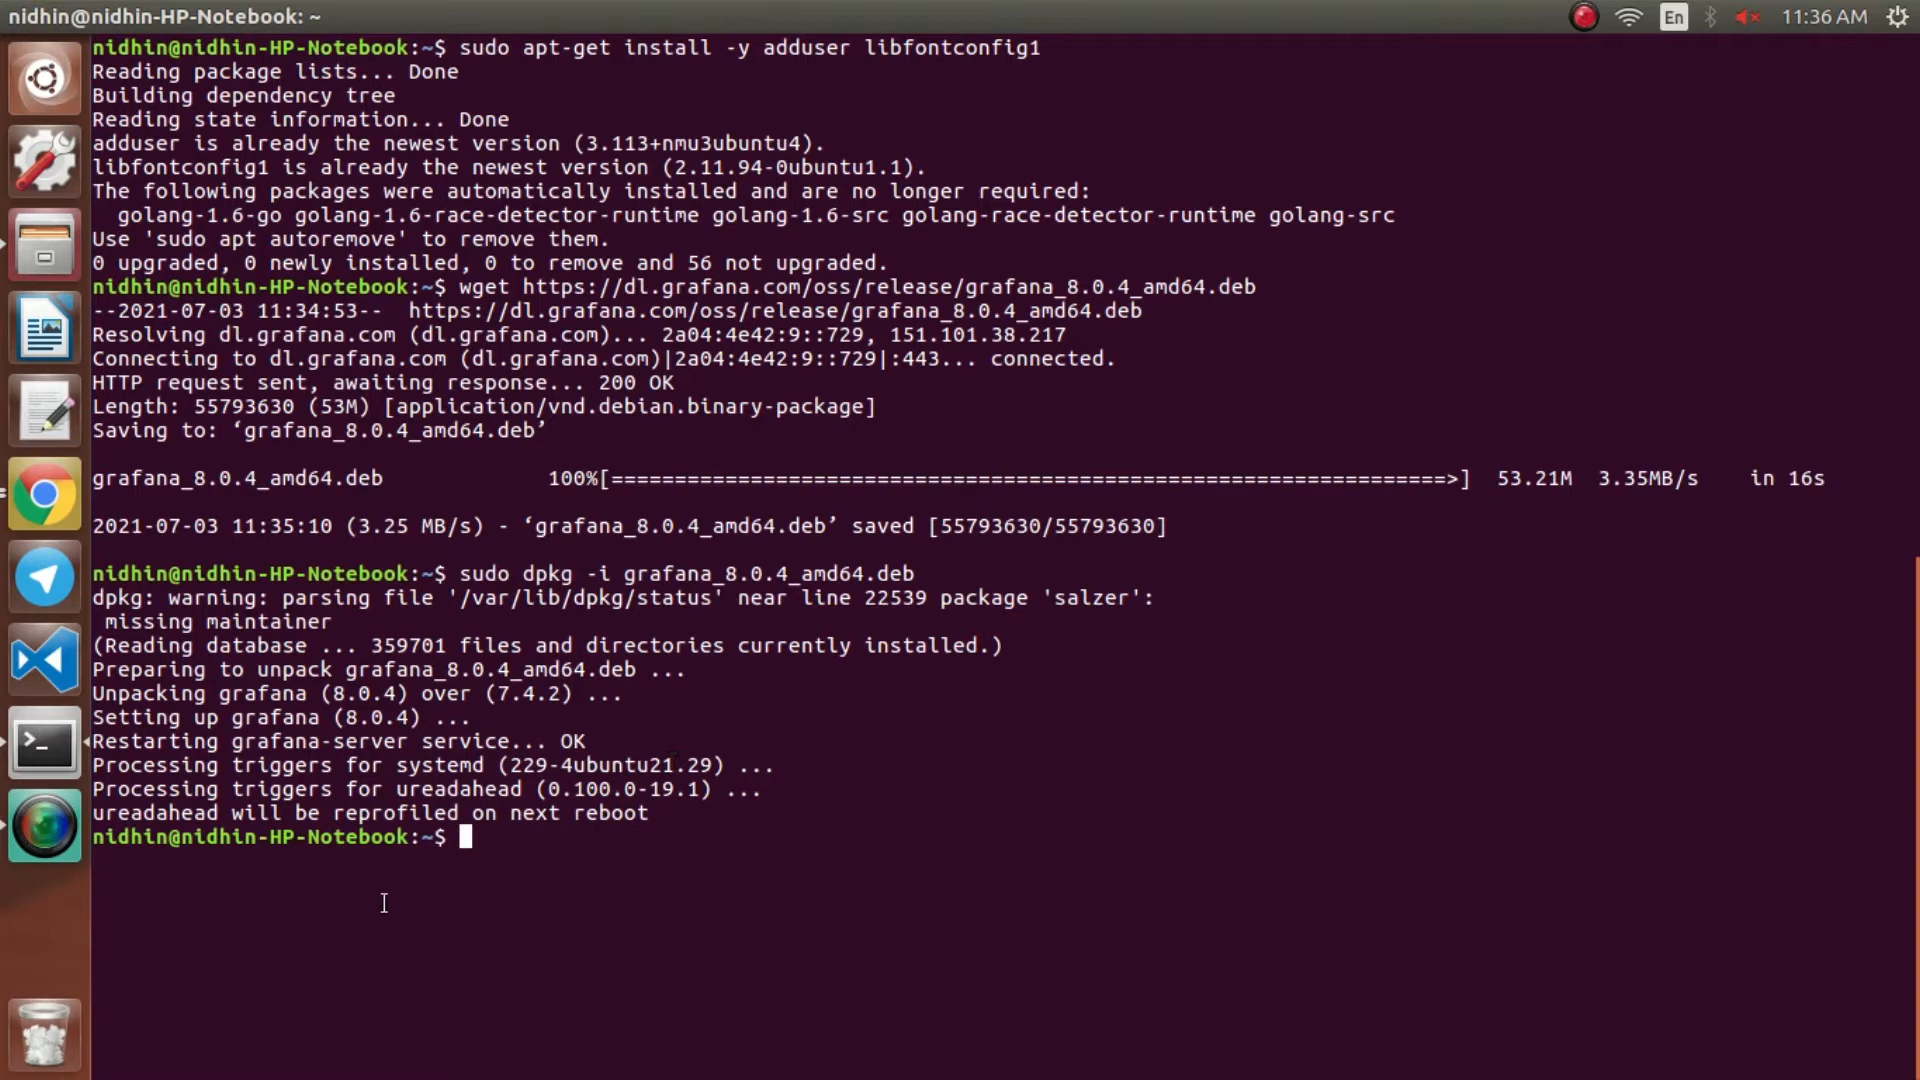 nidhin@nidhin-HP-Notebook: ~
En
11:36 AM
nidhin@nidhin-HP-Notebook:~$ sudo apt-get install -y adduser libfontconfig1
Reading package lists... Done
Building dependency tree
Reading state information... Done
adduser is already the newest version (3.113+nmu3ubuntu4).
libfontconfig1 is already the newest version (2.11.94-0ubuntu1.1).
The following packages were automatically installed and are no longer required:
  golang-1.6-go golang-1.6-race-detector-runtime golang-1.6-src golang-race-detector-runtime golang-src
Use 'sudo apt autoremove' to remove them.
0 upgraded, 0 newly installed, 0 to remove and 56 not upgraded.
nidhin@nidhin-HP-Notebook:~$ wget https://dl.grafana.com/oss/release/grafana_8.0.4_amd64.deb
--2021-07-03 11:34:53--  https://dl.grafana.com/oss/release/grafana_8.0.4_amd64.deb
Resolving dl.grafana.com (dl.grafana.com)... 2a04:4e42:9::729, 151.101.38.217
Connecting to dl.grafana.com (dl.grafana.com)|2a04:4e42:9::729|:443... connected.
HTTP request sent, awaiting response... 200 OK
Length: 55793630 (53M) [application/vnd.debian.binary-package]
Saving to: ‘grafana_8.0.4_amd64.deb’
grafana_8.0.4_amd64.deb             100%[==================================================================>]  53.21M  3.35MB/s    in 16s
2021-07-03 11:35:10 (3.25 MB/s) - ‘grafana_8.0.4_amd64.deb’ saved [55793630/55793630]
nidhin@nidhin-HP-Notebook:~$ sudo dpkg -i grafana_8.0.4_amd64.deb
dpkg: warning: parsing file '/var/lib/dpkg/status' near line 22539 package 'salzer':
 missing maintainer
(Reading database ... 359701 files and directories currently installed.)
Preparing to unpack grafana_8.0.4_amd64.deb ...
Unpacking grafana (8.0.4) over (7.4.2) ...
Setting up grafana (8.0.4) ...
Restarting grafana-server service... OK
Processing triggers for systemd (229-4ubuntu21.29) ...
Processing triggers for ureadahead (0.100.0-19.1) ...
ureadahead will be reprofiled on next reboot
nidhin@nidhin-HP-Notebook:~$